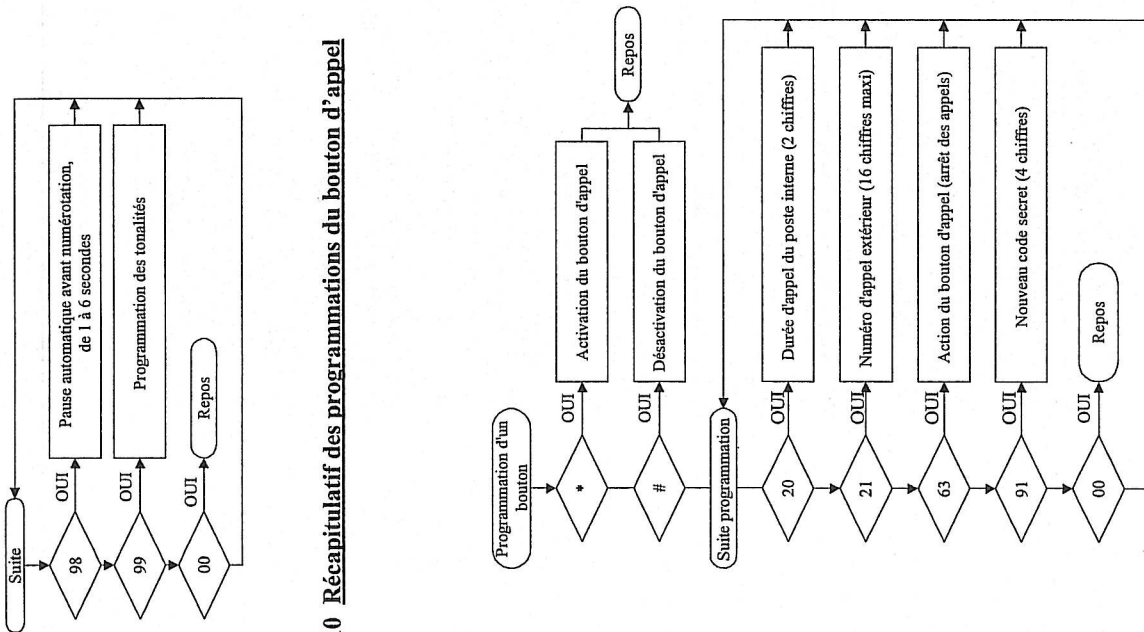 Suite
98
OUI
Pause automatique avant numérotation,
de 1 à 6 secondes
99
OUI
Programmation des tonalités
00
OUI
Repos
.0 Récapitulatif des programmations du bouton d'appel
Programmation d'un
bouton
*
OUI
Activation du bouton d'appel
#
OUI
Désactivation du bouton d'appel
Repos
Suite programmation
20
OUI
Durée d'appel du poste interne (2 chiffres)
21
OUI
Numéro d'appel extérieur (16 chiffres maxi)
63
OUI
Action du bouton d'appel (arrêt des appels)
91
OUI
Nouveau code secret (4 chiffres)
00
OUI
Repos